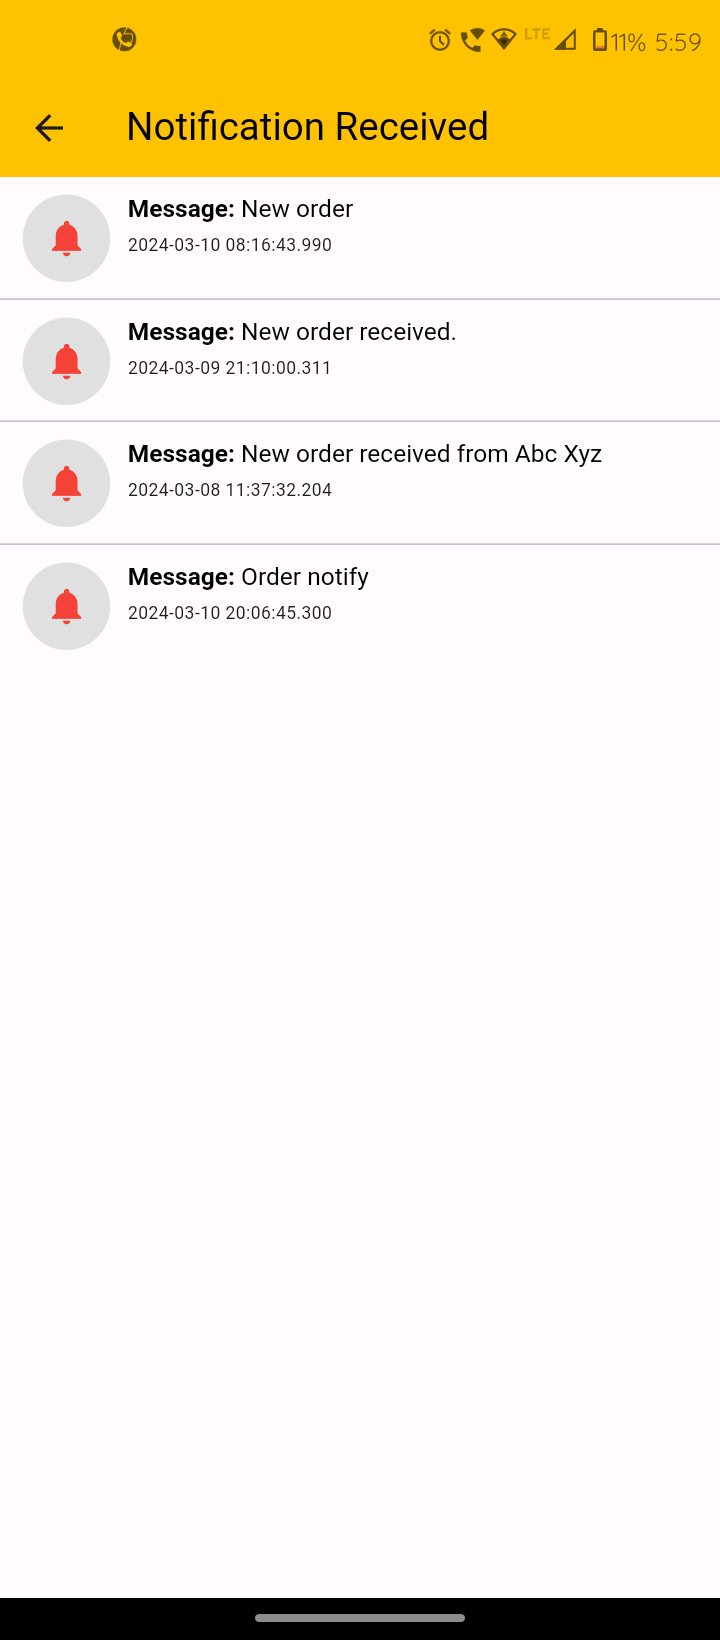 LTE 11% 5:59
Notification Received
Message: New order
2024-03-10 08:16:43.990
Message: New order received.
2024-03-09 21:10:00.311
Message: New order received from Abc Xyz
2024-03-08 11:37:32.204
Message: Order notify
2024-03-10 20:06:45.300